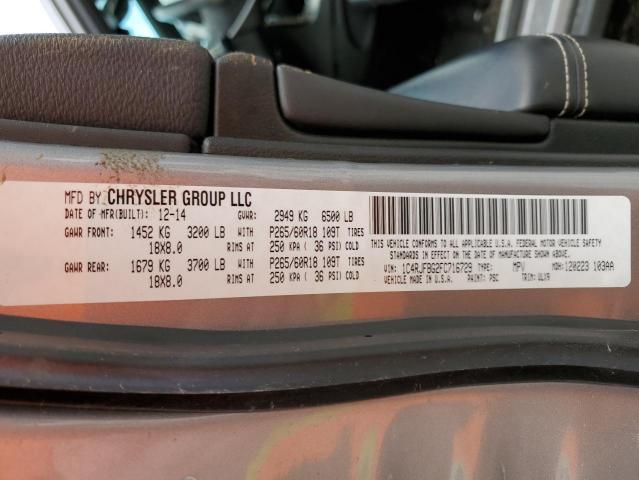 MFD BY CHRYSLER GROUP LLC
DATE OF MFR(BUILT): 12-14 GVWR: 2949 KG 6500 LB
GAWR FRONT: 1452 KG 3200 LB WITH P265/60R18 109T TIRES
18X8.0 RIMS AT 250 KPA ( 36 PSI) COLD
GAWR REAR: 1679 KG 3700 LB WITH P265/60R18 109T TIRES
18X8.0 RIMS AT 250 KPA ( 36 PSI) COLD
THIS VEHICLE CONFORMS TO ALL APPLICABLE U.S.A. FEDERAL MOTOR VEHICLE SAFETY
STANDARDS IN EFFECT ON THE DATE OF MANUFACTURE SHOWN ABOVE.
VIN: 1C4RJFBG2FC716729 TYPE: MPV MDH: 120223 103AA
VEHICLE MADE IN U.S.A. PAINT: PSC TRIM: ULX9